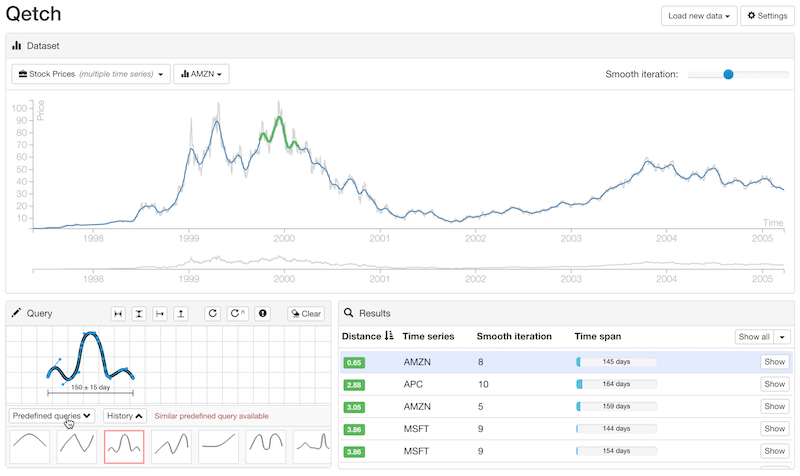 Qetch
Load new data
Settings
Dataset
Stock Prices (multiple time series)
AMZN
Smooth iteration:
Price
100
90
80
70
60
50
40
30
20
10
Time
1998 1999 2000 2001 2002 2003 2004 2005
1998 1999 2000 2001 2002 2003 2004 2005
Query
n
Clear
150 ± 15 day
Predefined queries
History
Similar predefined query available
Results
Distance Time series Smooth iteration Time span Show all
0.65 AMZN 8 145 days Show
2.88 APC 10 164 days Show
3.05 AMZN 5 159 days Show
3.86 MSFT 9 144 days Show
3.86 MSFT 9 154 days Show